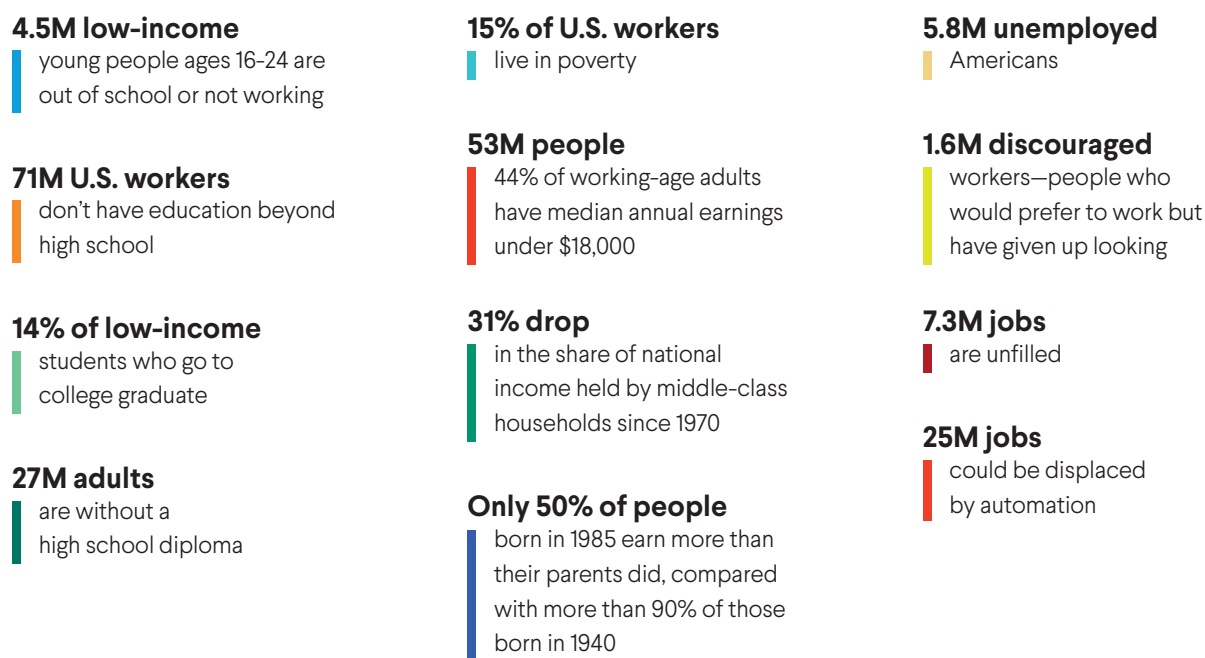 4.5M low-income
young people ages 16-24 are
out of school or not working
71M U.S. workers
don't have education beyond
high school
14% of low-income
students who go to
college graduate
27M adults
are without a
high school diploma
15% of U.S. workers
live in poverty
53M people
44% of working-age adults
have median annual earnings
under $18,000
31% drop
in the share of national
income held by middle-class
households since 1970
Only 50% of people
born in 1985 earn more than
their parents did, compared
with more than 90% of those
born in 1940
5.8M unemployed
Americans
1.6M discouraged
workers—people who
would prefer to work but
have given up looking
7.3M jobs
are unfilled
25M jobs
could be displaced
by automation